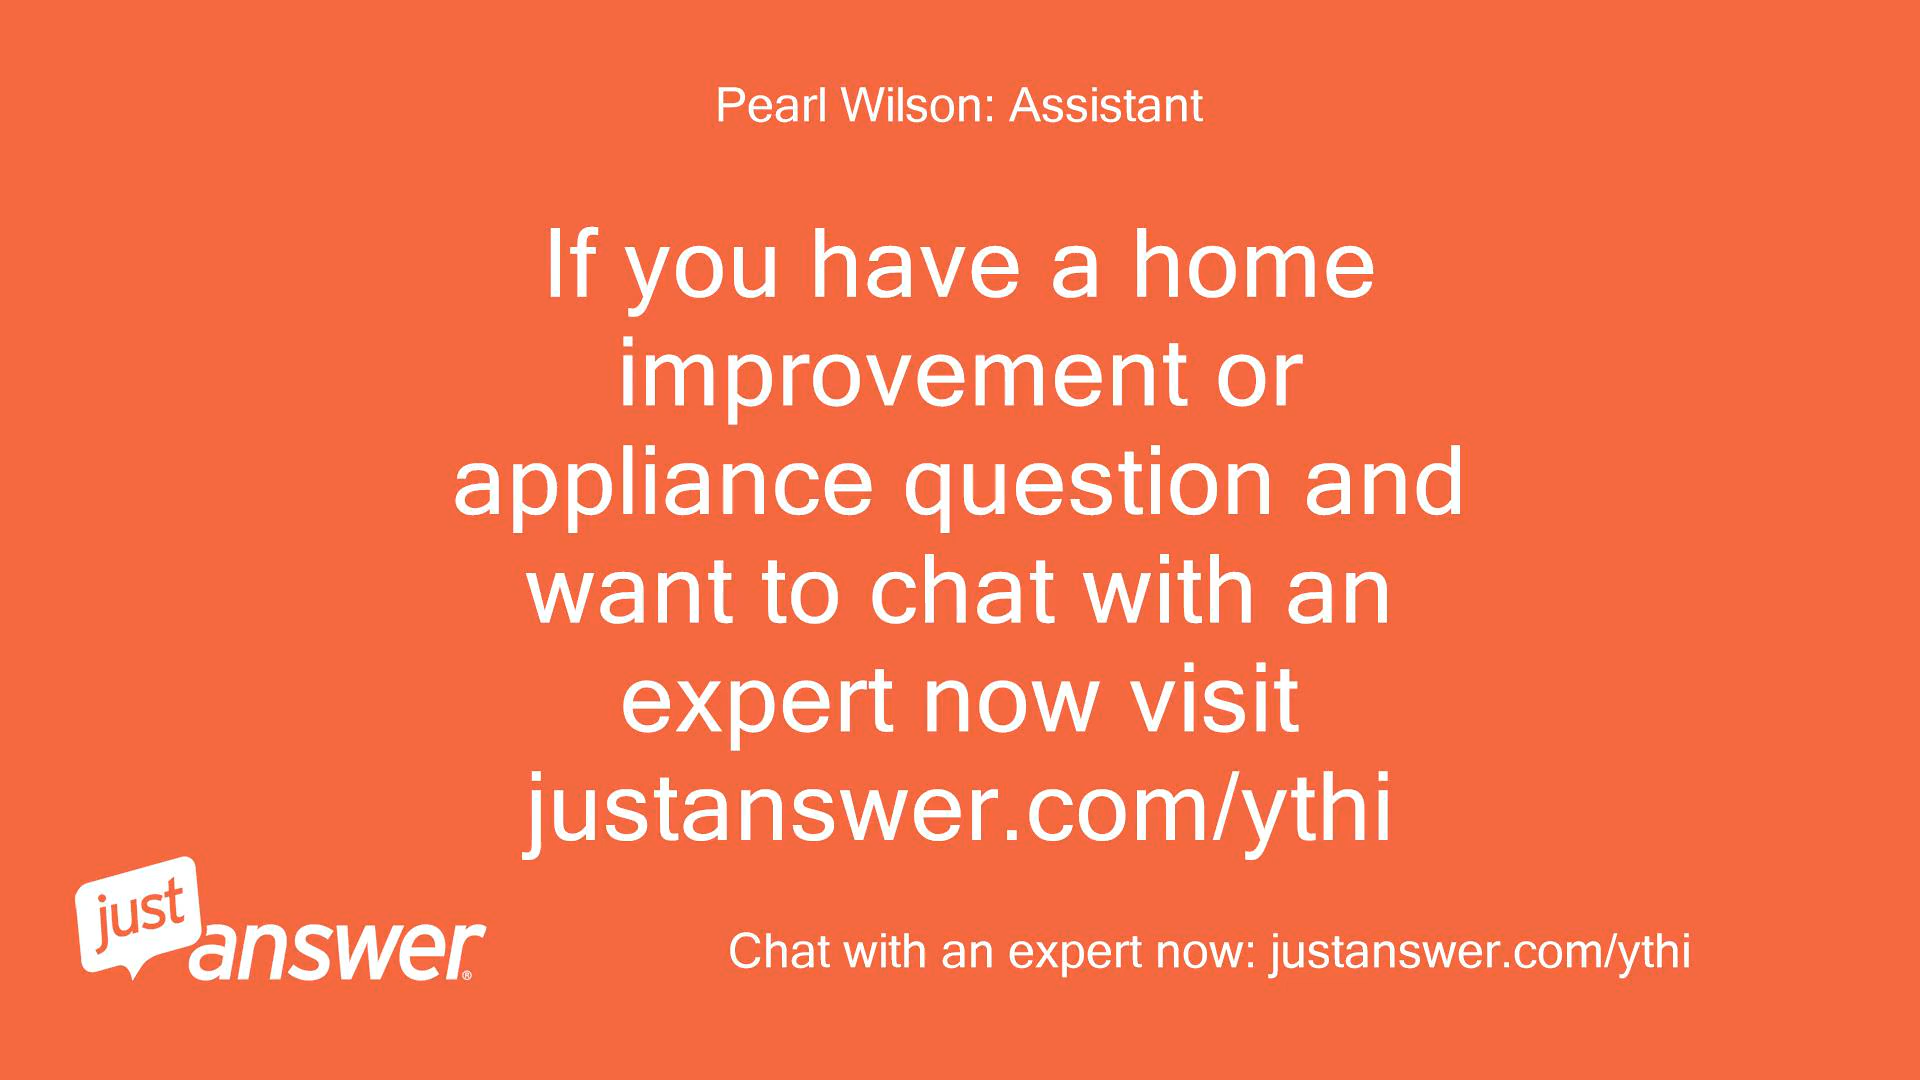 Pearl Wilson: Assistant
If you have a home
improvement or
appliance question and
want to chat with an
expert now visit
justanswer.com/ythi
just
answer®
Chat with an expert now: justanswer.com/ythi